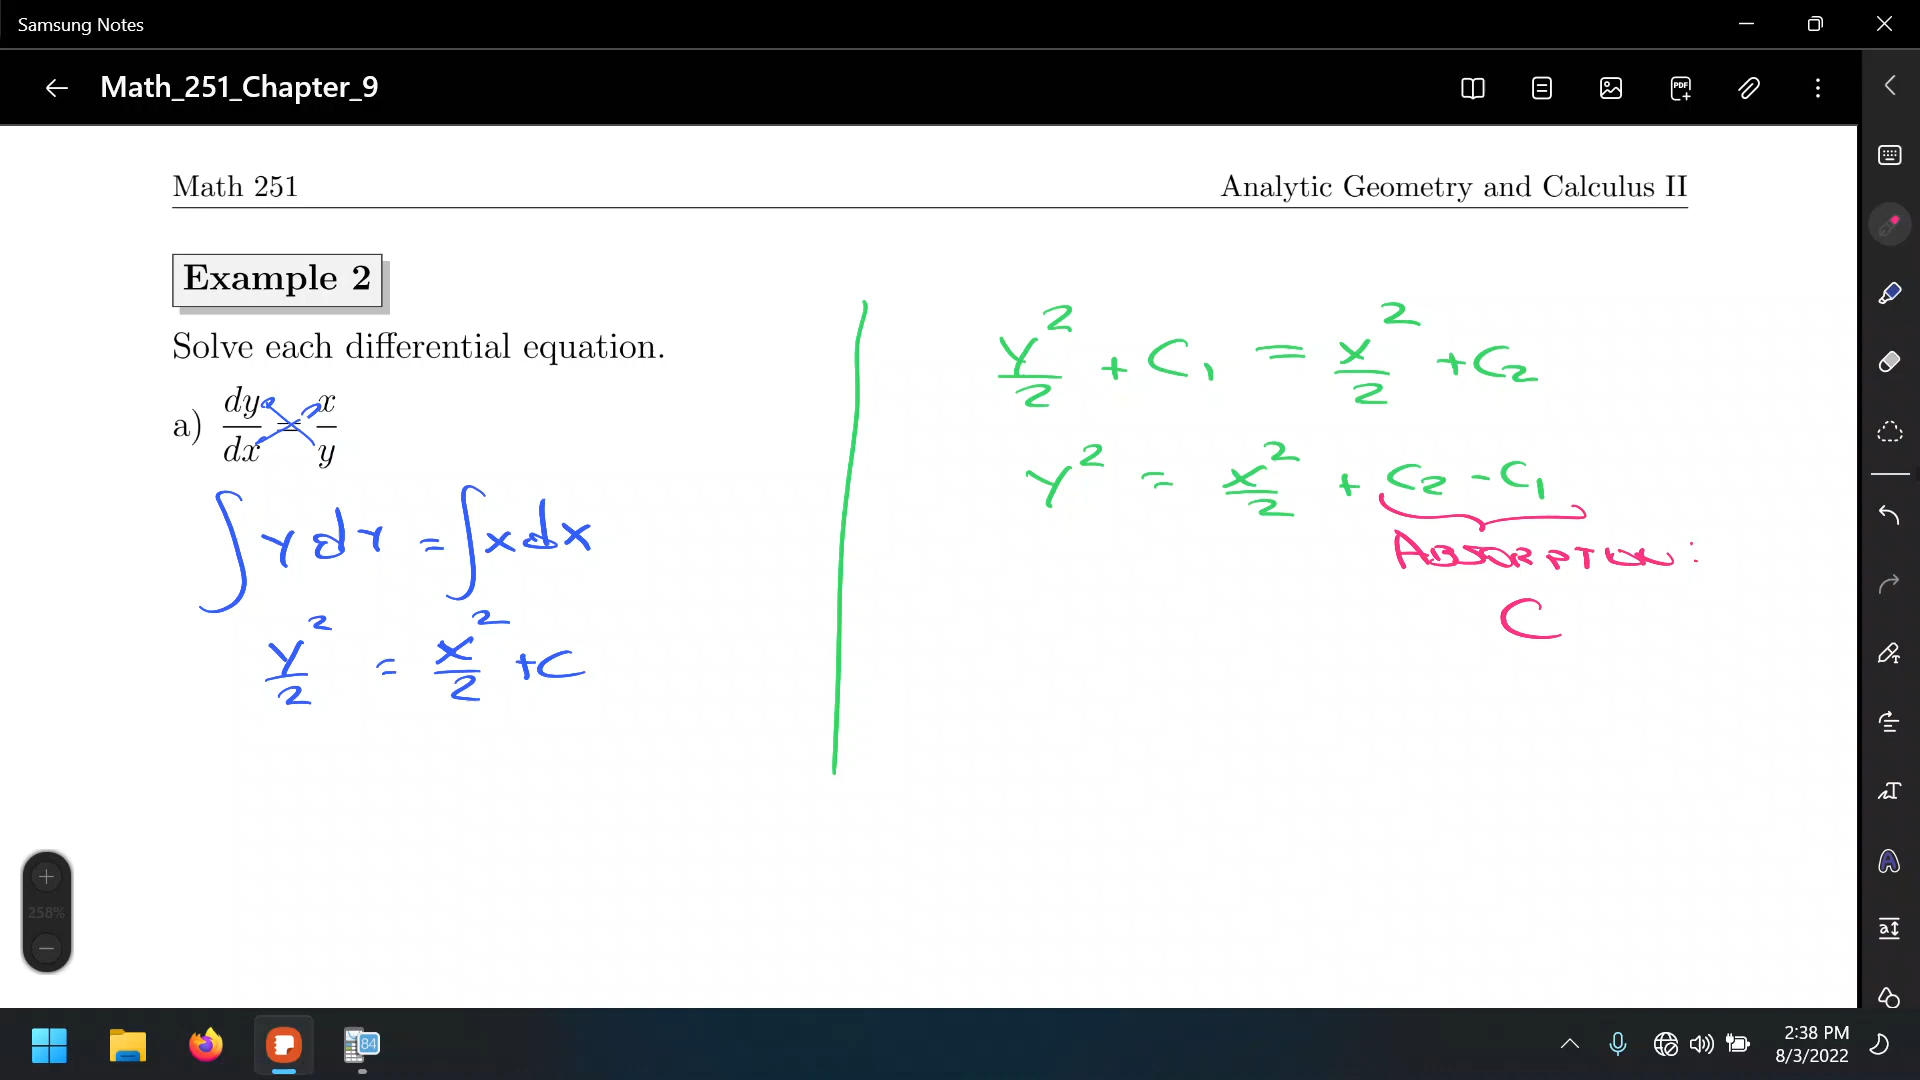 Samsung Notes
Math_251_Chapter_9
Math 251
Analytic Geometry and Calculus II
Example 2
Solve each differential equation.
a) dy/dx = x/y
∫ y dy = ∫ x dx
y²/2 = x²/2 + C
y²/2 + C₁ = x²/2 + C₂
y² = x²/2 + C₂ - C₁
ABSORPTION:
C
258%
84
2:38 PM
8/3/2022